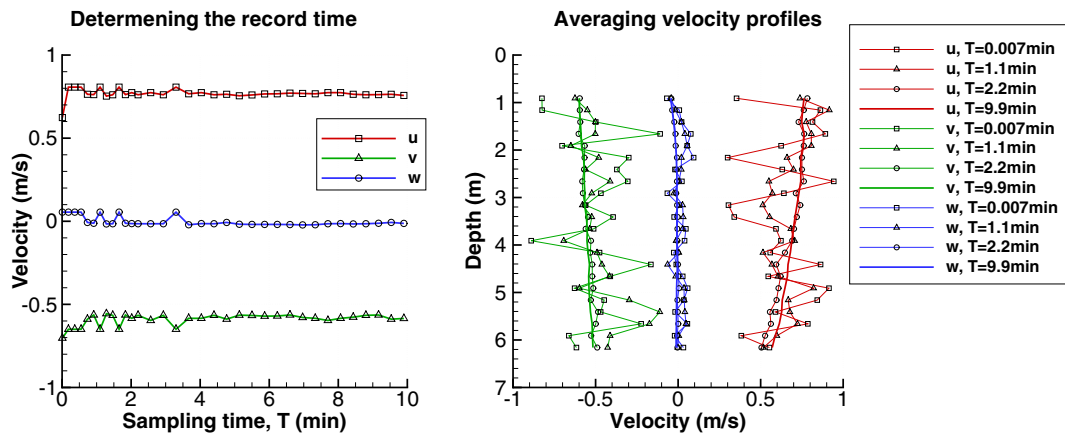 Determening the record time
Velocity (m/s)
1
0.5
0
-0.5
-1
0
2
4
6
8
10
Sampling time, T (min)
u
v
w
Averaging velocity profiles
Depth (m)
0
1
2
3
4
5
6
7
-1
-0.5
0
0.5
1
Velocity (m/s)
u, T=0.007min
u, T=1.1min
u, T=2.2min
u, T=9.9min
v, T=0.007min
v, T=1.1min
v, T=2.2min
v, T=9.9min
w, T=0.007min
w, T=1.1min
w, T=2.2min
w, T=9.9min